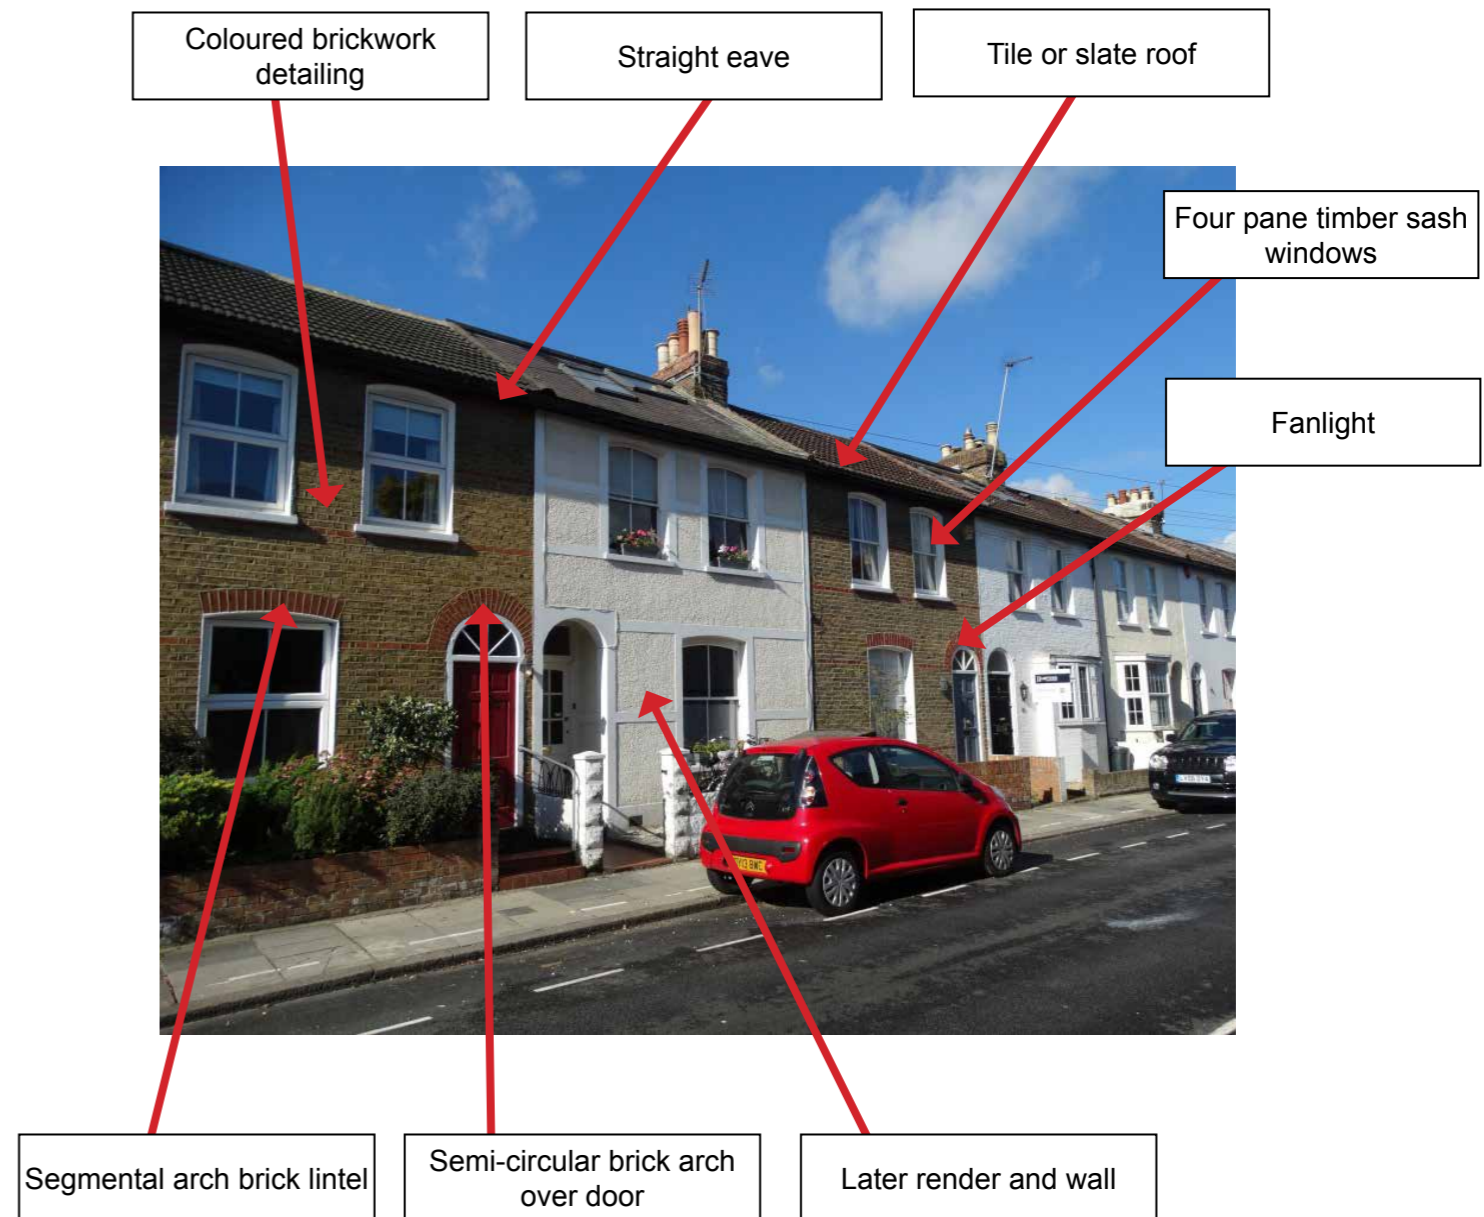 Coloured brickwork
detailing
Straight eave
Tile or slate roof
Four pane timber sash
windows
Fanlight
Segmental arch brick lintel
Semi-circular brick arch
over door
Later render and wall